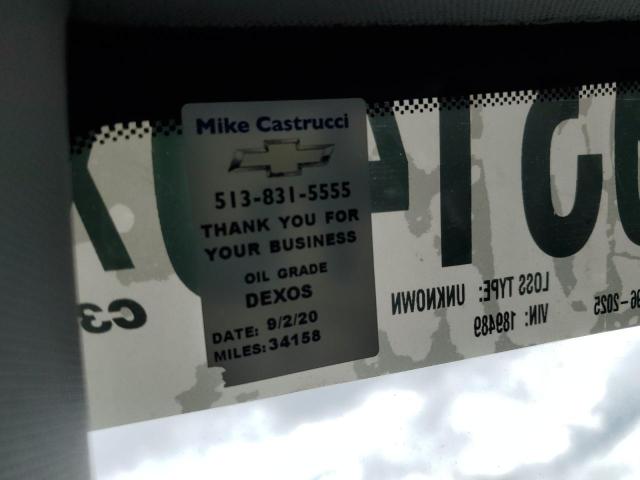 Mike Castrucci
513-831-5555
THANK YOU FOR
YOUR BUSINESS
OIL GRADE
DEXOS
DATE: 9/2/20
MILES: 34158
LOSS TYPE: UNKNOWN
VIN: 189489
C3